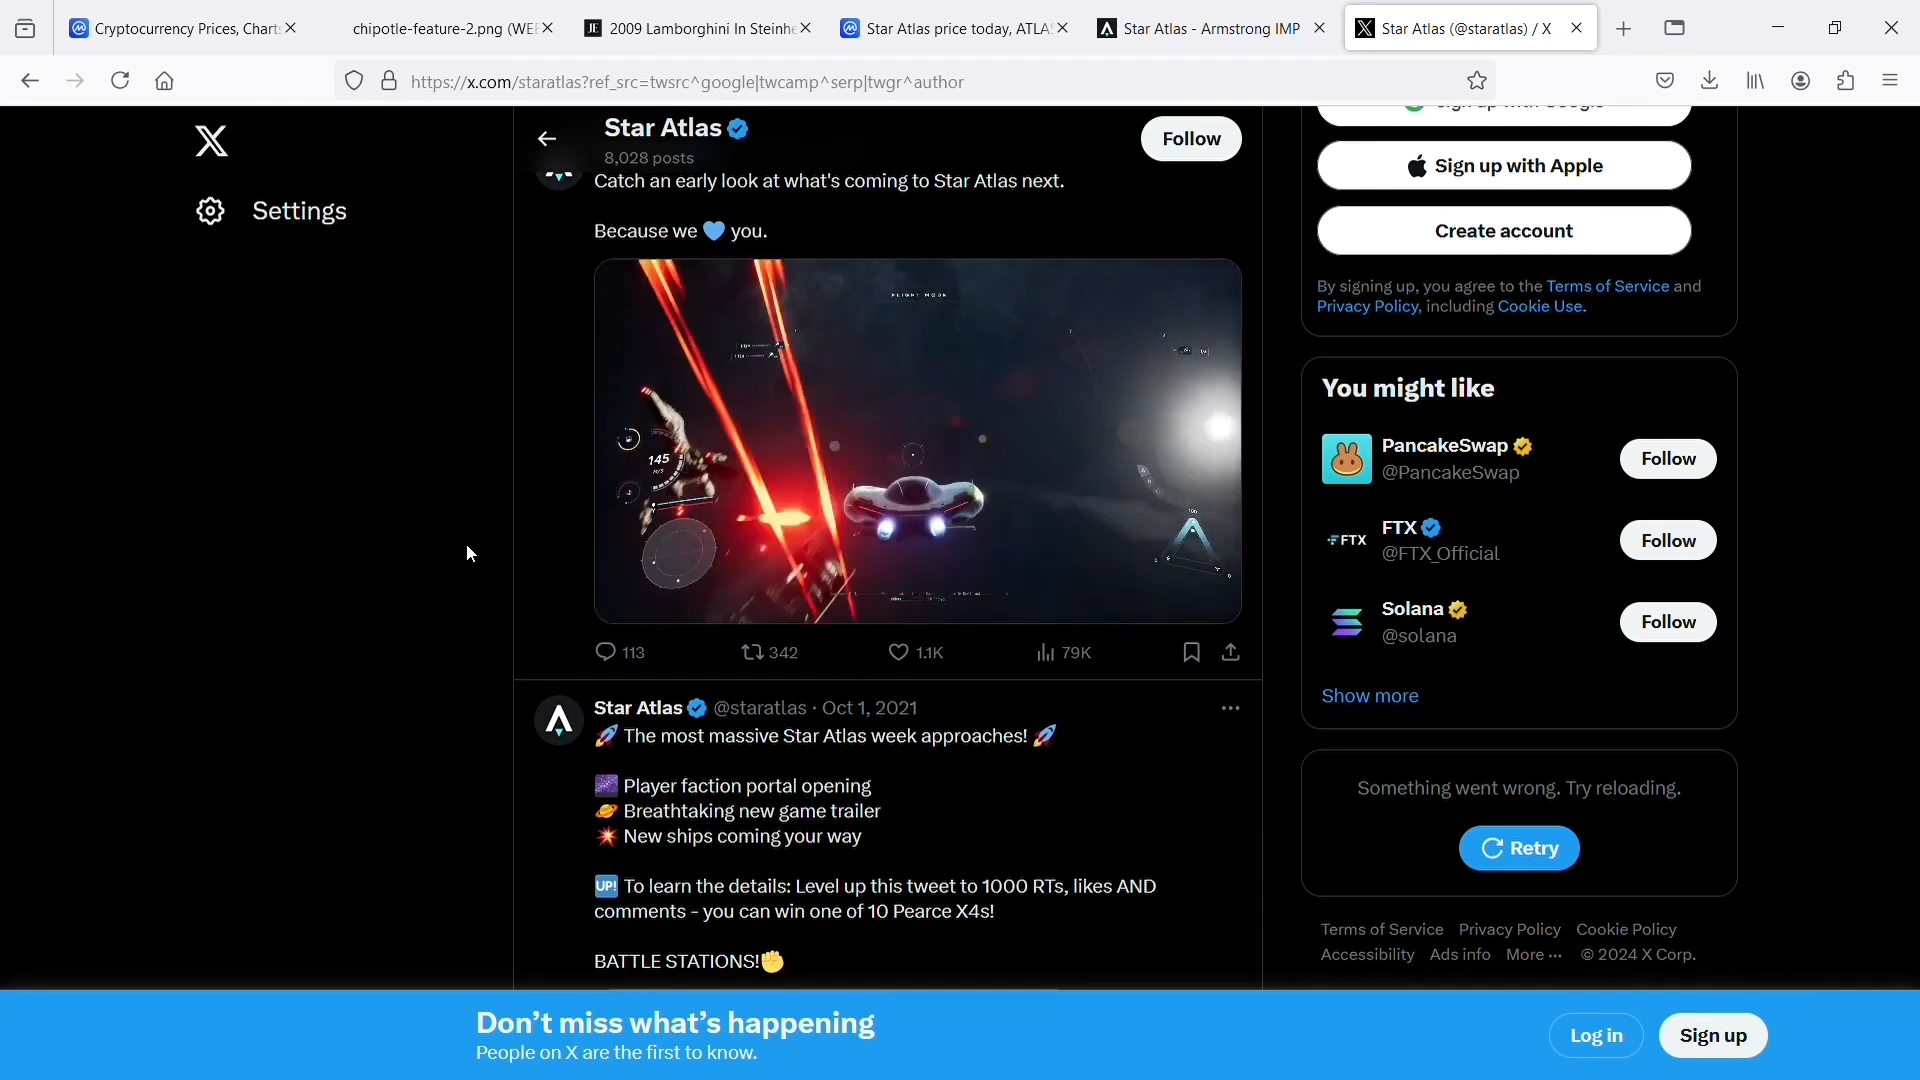 Cryptocurrency Prices, Chart
chipotle-feature-2.png (WEE
2009 Lamborghini In Steinhe
Star Atlas price today, ATLA
Star Atlas - Armstrong IMP
Star Atlas (@staratlas) / X
https://x.com/staratlas?ref_src=twsrc^google|twcamp^serp|twgr^author
Settings
Star Atlas
8,028 posts
Follow
Catch an early look at what's coming to Star Atlas next.
Because we 💙 you.
FLIGHT MODE
145
113
342
1.1K
79K
Star Atlas @staratlas · Oct 1, 2021
🚀 The most massive Star Atlas week approaches! 🚀
🌌 Player faction portal opening
🪐 Breathtaking new game trailer
💥 New ships coming your way
🆙 To learn the details: Level up this tweet to 1000 RTs, likes AND
comments - you can win one of 10 Pearce X4s!
BATTLE STATIONS!✊
Sign up with Google
Sign up with Apple
Create account
By signing up, you agree to the Terms of Service and
Privacy Policy, including Cookie Use.
You might like
PancakeSwap
@PancakeSwap
Follow
FTX
FTX
@FTX_Official
Follow
Solana
@solana
Follow
Show more
Something went wrong. Try reloading.
Retry
Terms of Service Privacy Policy Cookie Policy
Accessibility Ads info More ··· © 2024 X Corp.
Don’t miss what’s happening
People on X are the first to know.
Log in
Sign up